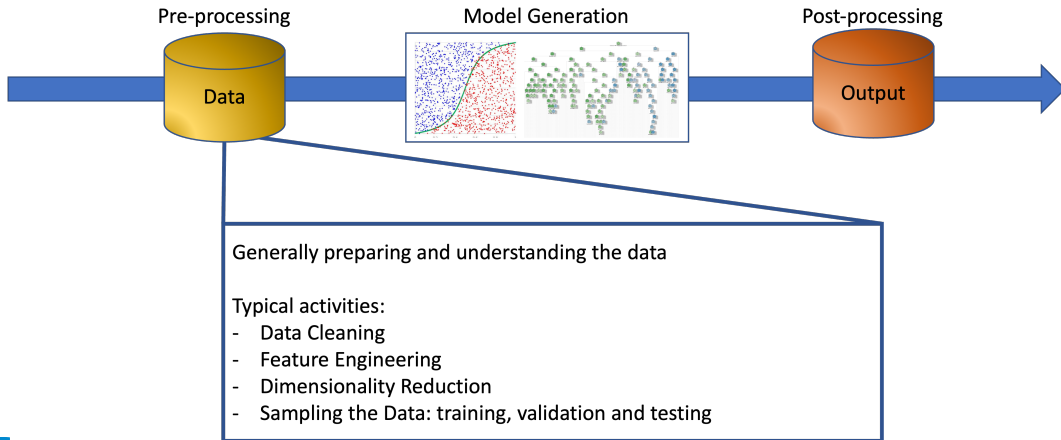 Pre-processing
Model Generation
Post-processing
Data
Output
Generally preparing and understanding the data
Typical activities:
- Data Cleaning
- Feature Engineering
- Dimensionality Reduction
- Sampling the Data: training, validation and testing